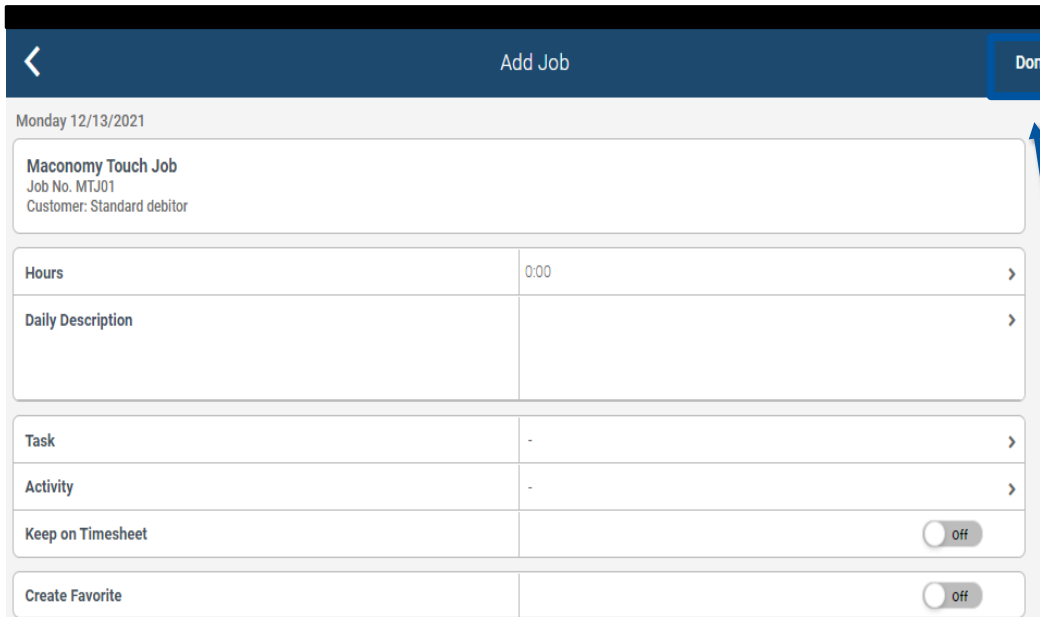 Add Job
Monday 12/13/2021
Maconomy Touch Job
Job No. MTJ01
Customer: Standard debitor
Hours 0:00
Daily Description
Task -
Activity -
Keep on Timesheet Off
Create Favorite Off